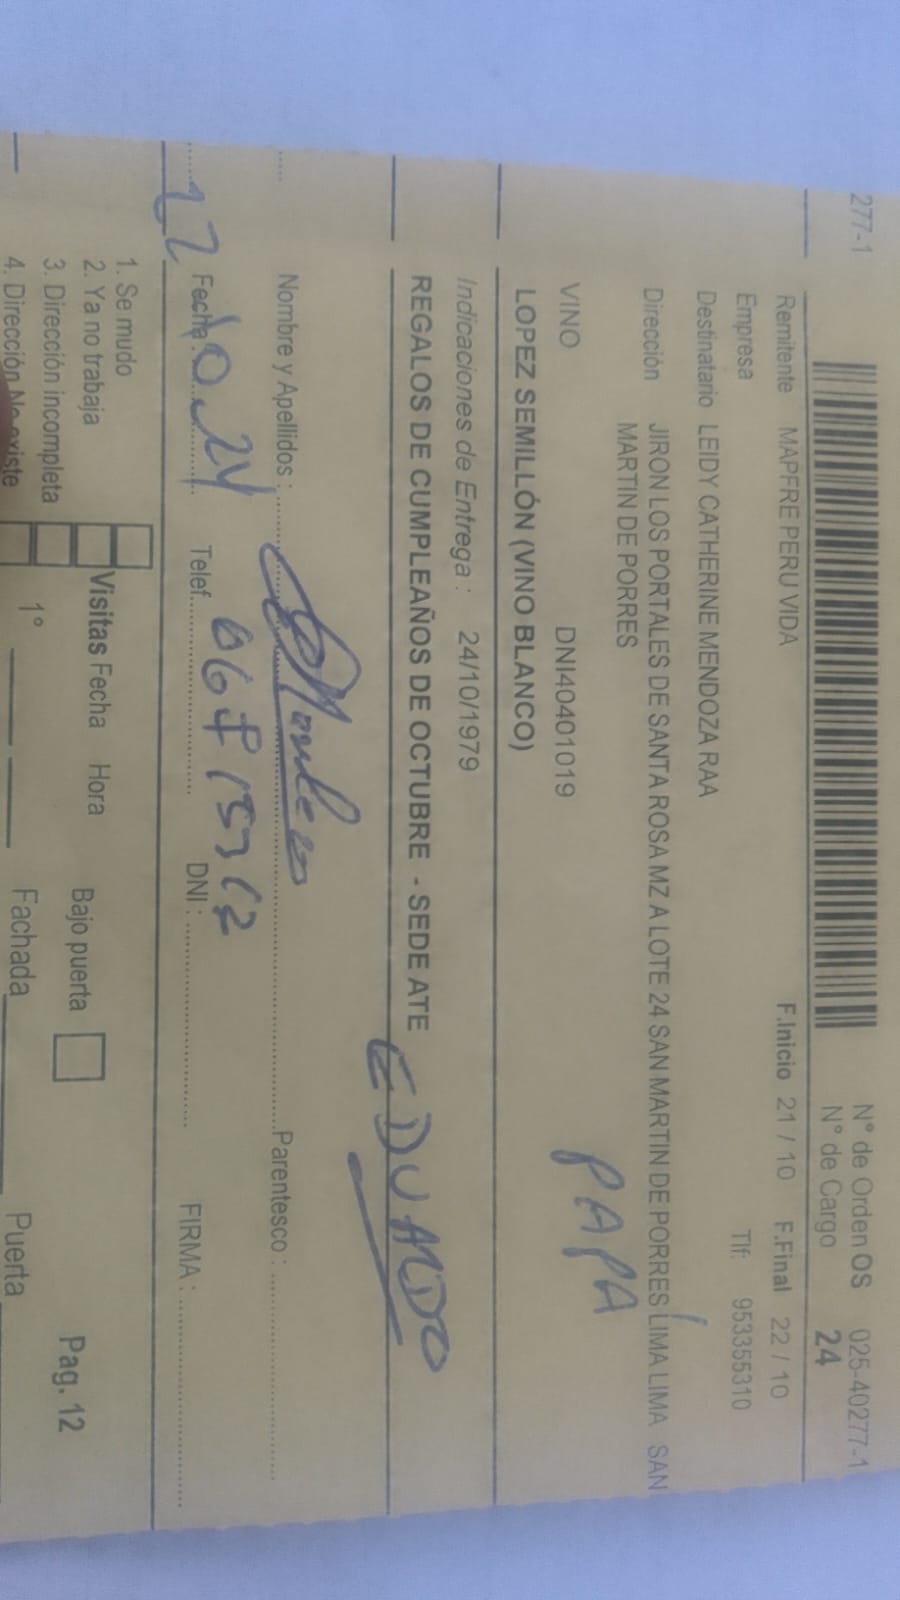 277-1
N° de Orden OS 025-40277-1
N° de Cargo 24
Remitente MAPFRE PERU VIDA F.Inicio 21 / 10 F.Final 22 / 10
Empresa Tlf: 953355310
Destinatario LEIDY CATHERINE MENDOZA RAA
Dirección JIRON LOS PORTALES DE SANTA ROSA MZ A LOTE 24 SAN MARTIN DE PORRES LIMA LIMA SAN
MARTIN DE PORRES
VINO DNI40401019 PAPA
LOPEZ SEMILLÓN (VINO BLANCO)
Indicaciones de Entrega : 24/10/1979
REGALOS DE CUMPLEAÑOS DE OCTUBRE - SEDE ATE
EDUARDO
Nombre y Apellidos : Parentesco :
Fecha : Telef. DNI : FIRMA :
1. Se mudo
2. Ya no trabaja Visitas Fecha Hora Bajo puerta Pag. 12
3. Dirección incompleta
4. Dirección No existe 1° Fachada Puerta